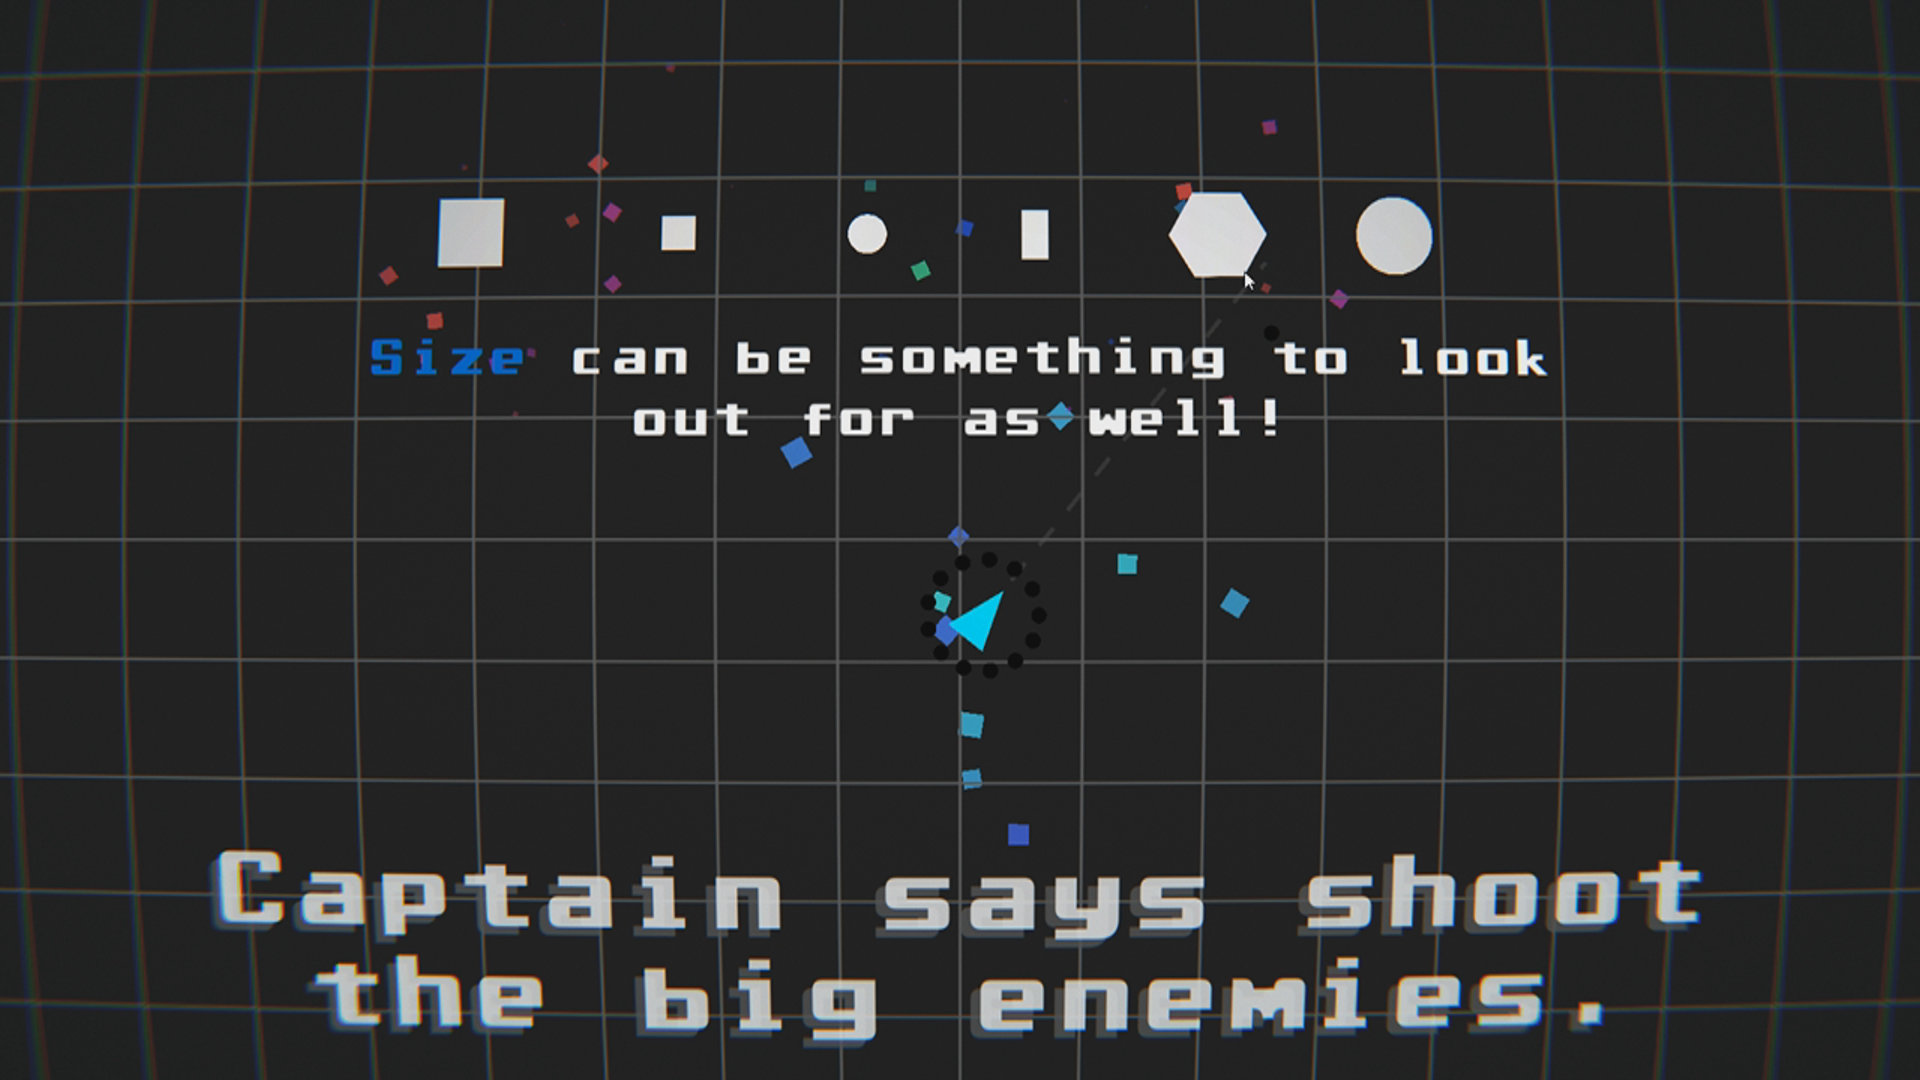 Size can be something to look
out for as well!
Captain says shoot
the big enemies.